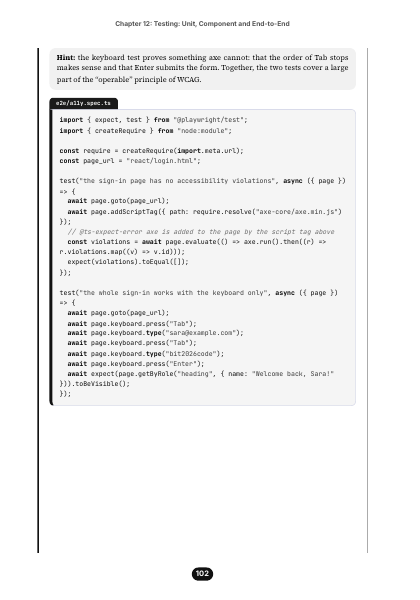 Chapter 12: Testing: Unit, Component and End-to-End
Hint: the keyboard test proves something axe cannot: that the order of Tab stops
makes sense and that Enter submits the form. Together, the two tests cover a large
part of the “operable” principle of WCAG.
e2e/a11y.spec.ts
import { expect, test } from "@playwright/test";
import { createRequire } from "node:module";
const require = createRequire(import.meta.url);
const page_url = "react/login.html";
test("the sign-in page has no accessibility violations", async ({ page })
=> {
  await page.goto(page_url);
  await page.addScriptTag({ path: require.resolve("axe-core/axe.min.js")
});
  // @ts-expect-error axe is added to the page by the script tag above
  const violations = await page.evaluate(() => axe.run().then((r) =>
r.violations.map((v) => v.id)));
  expect(violations).toEqual([]);
});
test("the whole sign-in works with the keyboard only", async ({ page })
=> {
  await page.goto(page_url);
  await page.keyboard.press("Tab");
  await page.keyboard.type("sara@example.com");
  await page.keyboard.press("Tab");
  await page.keyboard.type("bit2026code");
  await page.keyboard.press("Enter");
  await expect(page.getByRole("heading", { name: "Welcome back, Sara!"
})).toBeVisible();
});
102